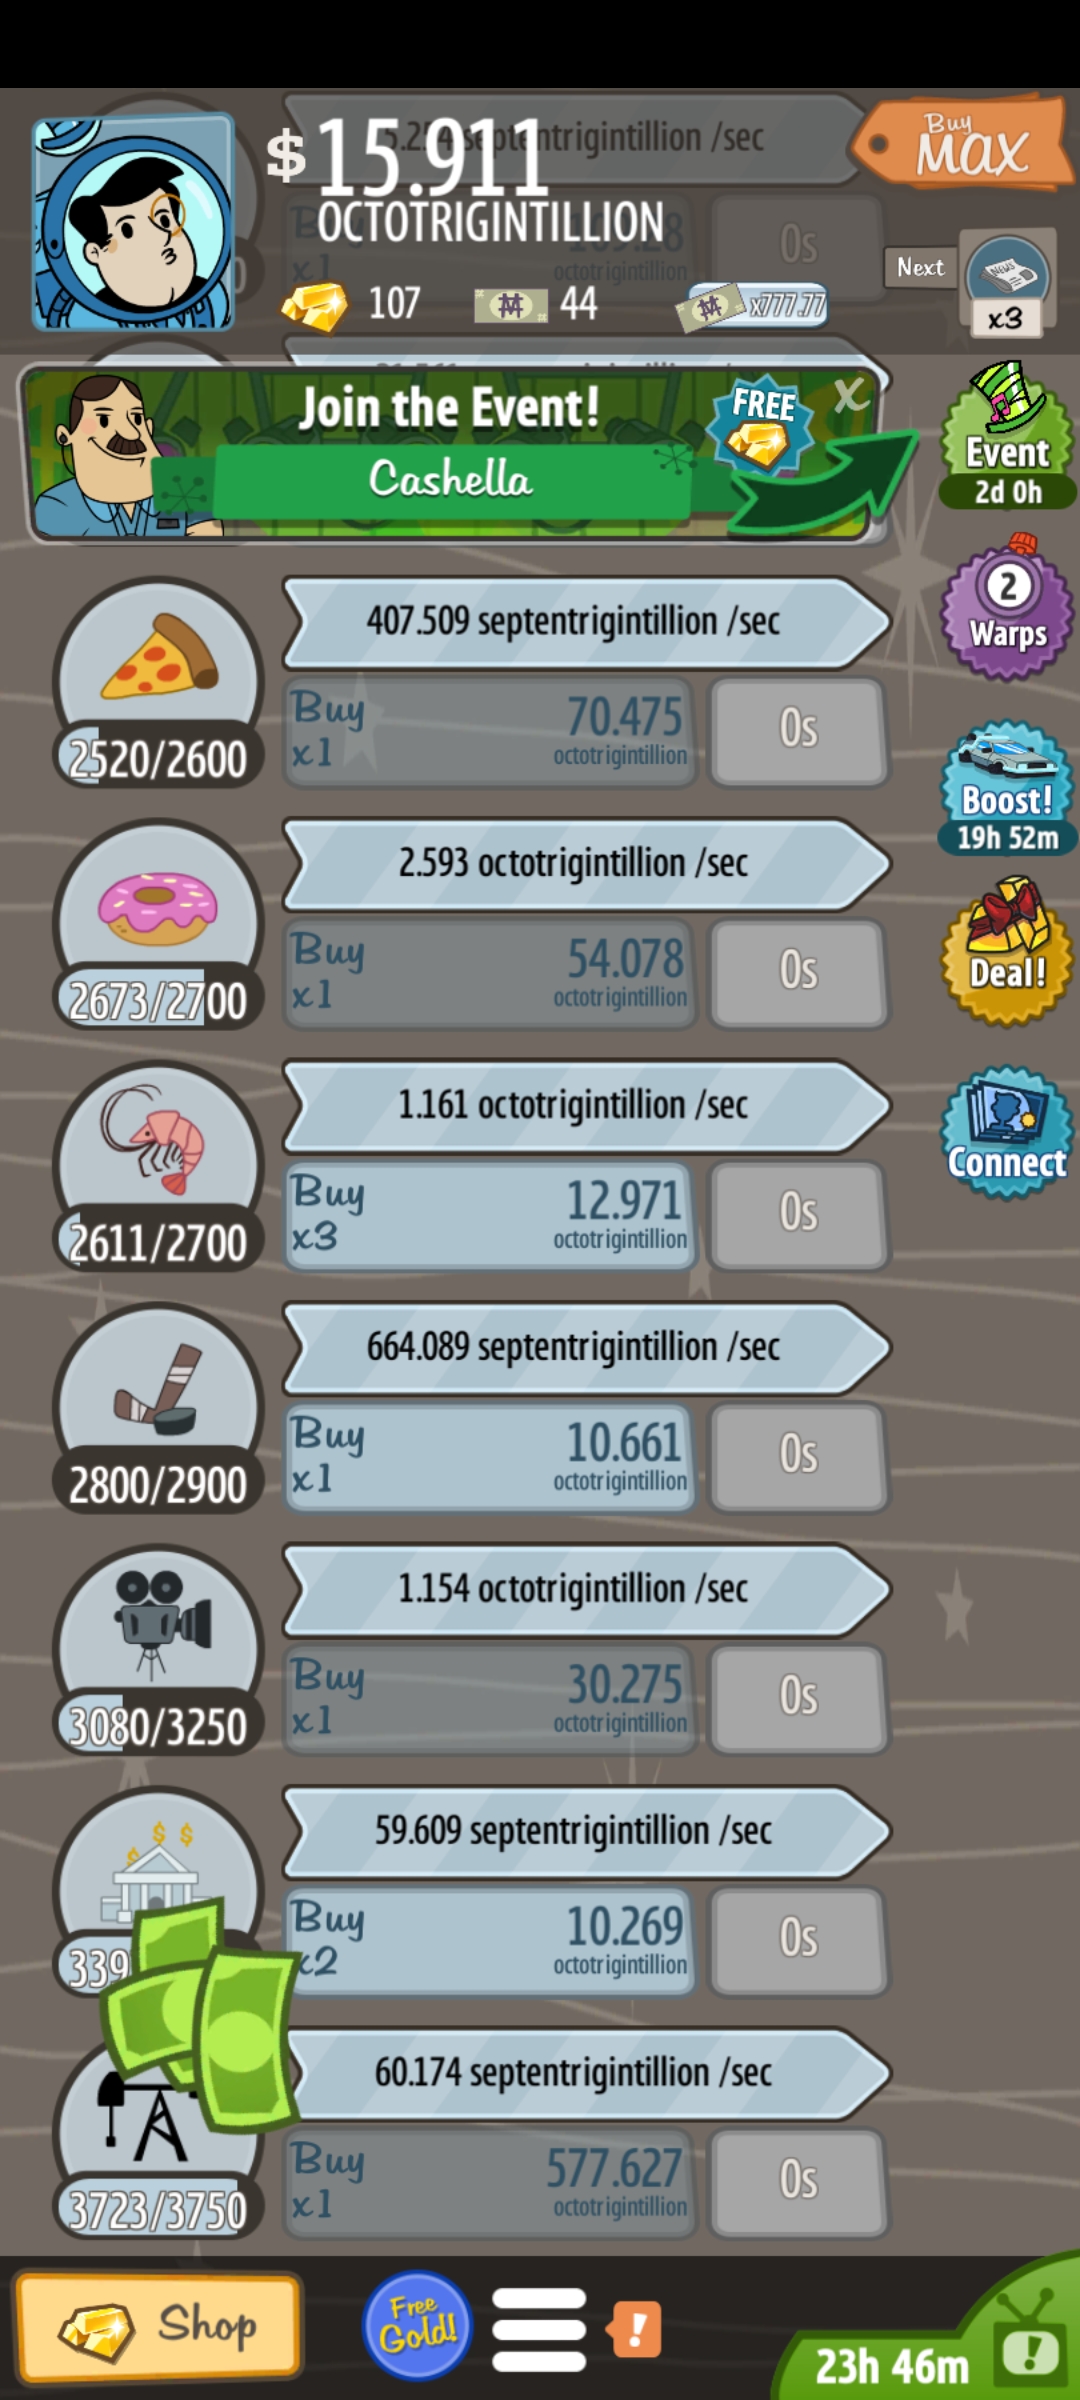 5.254 septentrigintillion /sec
$ 15.911
OCTOTRIGINTILLION
Buy
MAX
Buy
x1
octotrigintillion
0s
107
44
x777.77
Next
NEWS
x3
Join the Event!
Cashella
FREE
X
Event
2d 0h
407.509 septentrigintillion /sec
2520/2600
Buy
x1
70.475
octotrigintillion
0s
2
Warps
2.593 octotrigintillion /sec
2673/2700
Buy
x1
54.078
octotrigintillion
0s
Boost!
19h 52m
Deal!
1.161 octotrigintillion /sec
2611/2700
Buy
x3
12.971
octotrigintillion
0s
Connect
664.089 septentrigintillion /sec
2800/2900
Buy
x1
10.661
octotrigintillion
0s
1.154 octotrigintillion /sec
3080/3250
Buy
x1
30.275
octotrigintillion
0s
59.609 septentrigintillion /sec
339
Buy
x2
10.269
octotrigintillion
0s
60.174 septentrigintillion /sec
3723/3750
Buy
x1
577.627
octotrigintillion
0s
Shop
Free
Gold!
!
23h 46m
!